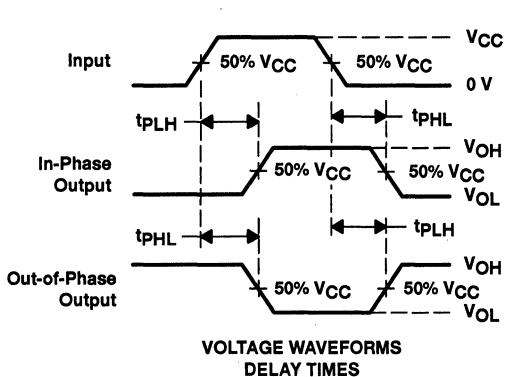 VCC
Input
50% VCC
50% VCC
0 V
tPLH
tPHL
VOH
In-Phase
Output
50% VCC
50% VCC
VOL
tPHL
tPLH
VOH
Out-of-Phase
Output
50% VCC
50% VCC
VOL
VOLTAGE WAVEFORMS
DELAY TIMES